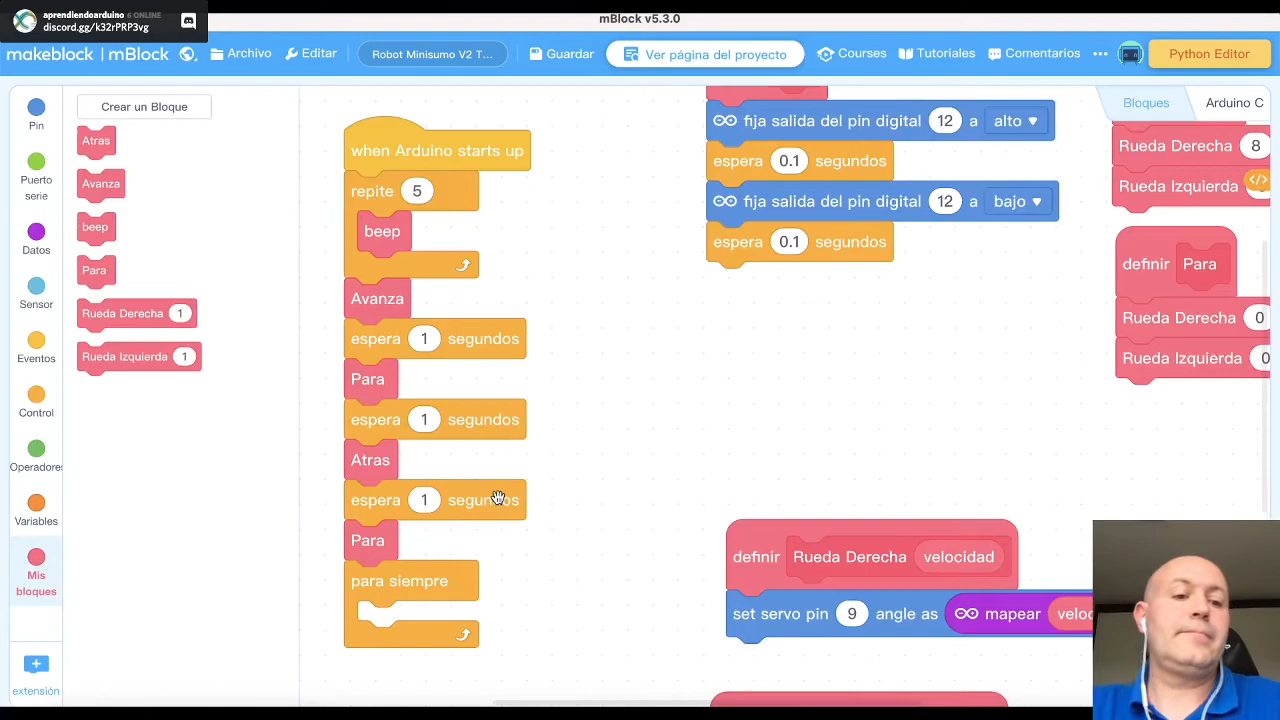 aprendiendoarduino 6 ONLINE
discord.gg/k32rPRP3vg
mBlock v5.3.0
makeblock | mBlock
Archivo
Editar
Robot Minisumo V2 T...
Guardar
Ver página del proyecto
Courses
Tutoriales
Comentarios
Python Editor
Pin
Puerto
serie
Datos
Sensor
Eventos
Control
Operadores
Variables
Mis
bloques
extensión
Crear un Bloque
Atras
Avanza
beep
Para
Rueda Derecha 1
Rueda Izquierda 1
when Arduino starts up
repite 5
beep
Avanza
espera 1 segundos
Para
espera 1 segundos
Atras
espera 1 segundos
Para
para siempre
fija salida del pin digital 12 a alto
espera 0.1 segundos
fija salida del pin digital 12 a bajo
espera 0.1 segundos
definir Rueda Derecha velocidad
set servo pin 9 angle as mapear veloc
Bloques
Arduino C
Rueda Derecha 8
Rueda Izquierda
definir Para
Rueda Derecha 0
Rueda Izquierda 0